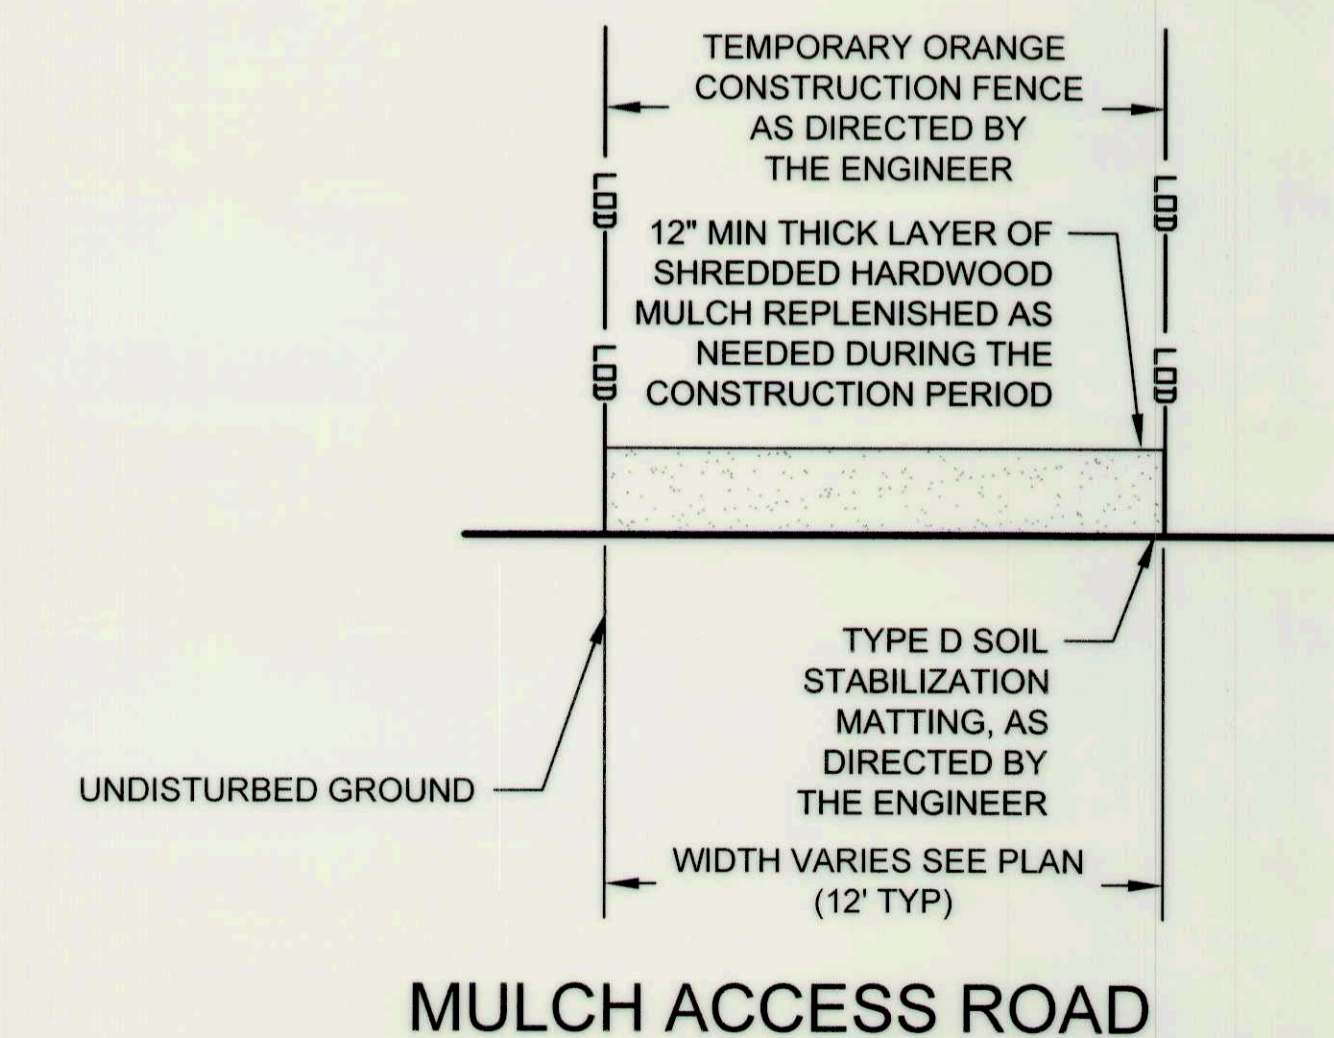 TEMPORARY ORANGE
CONSTRUCTION FENCE
AS DIRECTED BY
THE ENGINEER
LOD
LOD
12" MIN THICK LAYER OF
SHREDDED HARDWOOD
MULCH REPLENISHED AS
NEEDED DURING THE
CONSTRUCTION PERIOD
LOD
LOD
TYPE D SOIL
STABILIZATION
MATTING, AS
DIRECTED BY
THE ENGINEER
UNDISTURBED GROUND
WIDTH VARIES SEE PLAN
(12' TYP)
MULCH ACCESS ROAD